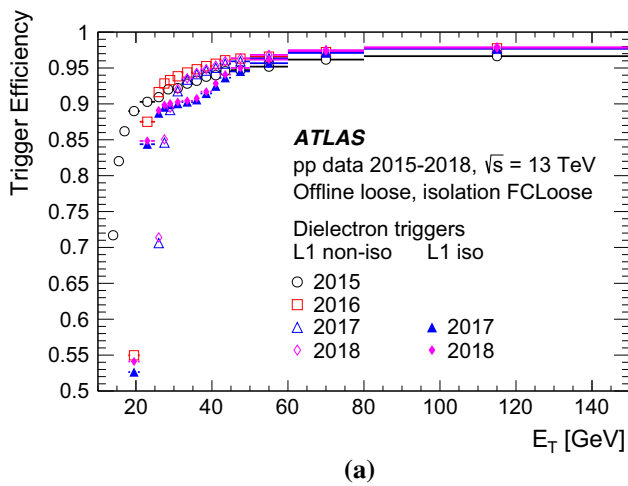 Trigger Efficiency
1
0.95
0.9
0.85
0.8
0.75
0.7
0.65
0.6
0.55
0.5
ATLAS
pp data 2015-2018, √s = 13 TeV
Offline loose, isolation FCLoose
Dielectron triggers
L1 non-iso L1 iso
2015
2016
2017 2017
2018 2018
20 40 60 80 100 120 140
E_T [GeV]
(a)